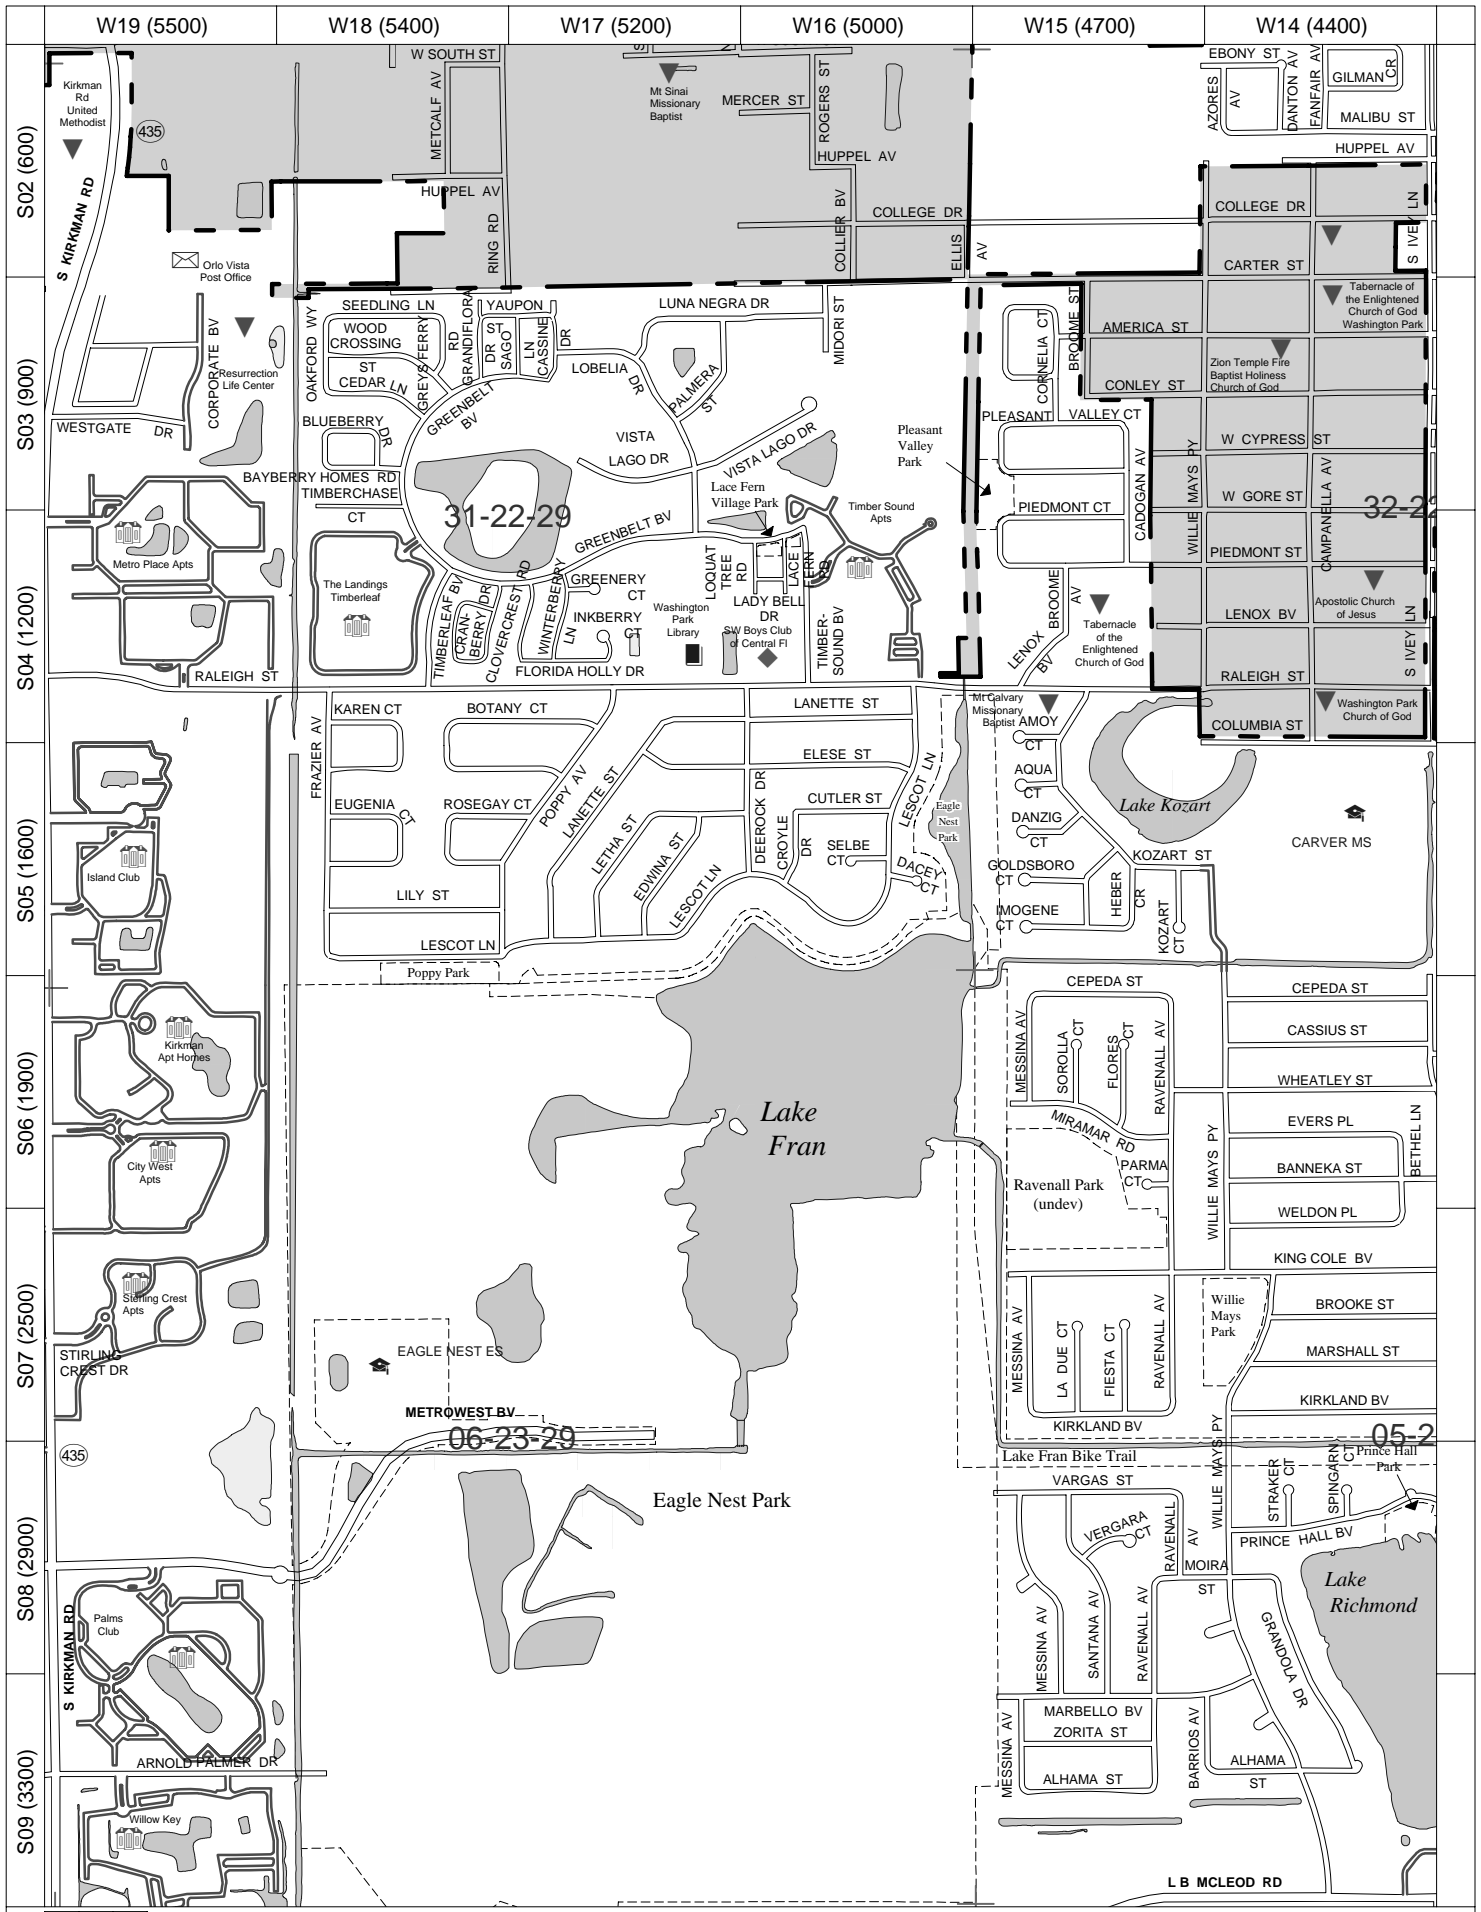 W19 (5500)
W18 (5400)
W17 (5200)
W16 (5000)
W15 (4700)
W14 (4400)
S02 (600)
S03 (900)
S04 (1200)
S05 (1600)
S06 (1900)
S07 (2500)
S08 (2900)
S09 (3300)
Kirkman
Rd
United
Methodist
435
S KIRKMAN RD
W SOUTH ST
METCALF AV
HUPPEL AV
RING RD
Mt Sinai
Missionary
Baptist
MERCER ST
ROGERS ST
HUPPEL AV
COLLIER BV
COLLEGE DR
ELLIS
AV
EBONY ST
AZORES
AV
DANTON AV
FANFAIR AV
GILMAN
CR
MALIBU ST
HUPPEL AV
COLLEGE DR
CARTER ST
S IVEY LN
Orlo Vista
Post Office
CORPORATE BV
Resurrection
Life Center
WESTGATE DR
OAKFORD WY
SEEDLING LN
WOOD
CROSSING
ST
CEDAR LN
GREYS FERRY
RD
GRANDIFLORA
DR
YAUPON
ST
SAGO
LN
CASSINE
DR
LUNA NEGRA DR
MIDORI ST
LOBELIA
DR
PALMERA
ST
BLUEBERRY
DR
GREENBELT
BV
BAYBERRY HOMES RD
TIMBERCHASE
CT
VISTA
LAGO DR
VISTA LAGO DR
Lace Fern
Village Park
Pleasant
Valley
Park
CORNELIA CT
BROOME ST
AMERICA ST
CONLEY ST
PLEASANT VALLEY CT
Tabernacle of
the Enlightened
Church of God
Washington Park
Zion Temple Fire
Baptist Holiness
Church of God
W CYPRESS ST
WILLIE MAYS PY
W GORE ST
CAMPANELLA AV
32-22
CADOGAN AV
PIEDMONT CT
PIEDMONT ST
31-22-29
GREENBELT BV
Timber Sound
Apts
Metro Place Apts
The Landings
Timberleaf
TIMBERLEAF BV
CRAN-
BERRY DR
CLOVERCREST RD
WINTERBERRY
LN
GREENERY
CT
INKBERRY
CT
FLORIDA HOLLY DR
Washington
Park
Library
LOQUAT
TREE
RD
LACE
FERN
RD
LADY BELL
DR
SW Boys Club
of Central Fl
TIMBER-
SOUND BV
LENOX
BV
BROOME
AV
Tabernacle
of the
Enlightened
Church of God
Apostolic Church
of Jesus
LENOX BV
RALEIGH ST
S IVEY LN
COLUMBIA ST
Washington Park
Church of God
RALEIGH ST
KAREN CT
BOTANY CT
FRAZIER AV
EUGENIA
CT
ROSEGAY CT
POPPY AV
LANETTE ST
LETHA ST
EDWINA ST
LESCOT LN
LILY ST
LESCOT LN
LANETTE ST
ELESE ST
DEEROCK DR
CROYLE
DR
CUTLER ST
SELBE
CT
LESCOT LN
DACEY
CT
Eagle
Nest
Park
Mt Calvary
Missionary
Baptist
AMOY
CT
AQUA
CT
DANZIG
CT
GOLDSBORO
CT
IMOGENE
CT
HEBER
CR
KOZART ST
KOZART
CT
Lake Kozart
CARVER MS
Island Club
Poppy Park
Kirkman
Apt Homes
City West
Apts
Lake
Fran
CEPEDA ST
MESSINA AV
SOROLLA
CT
FLORES
CT
RAVENALL AV
MIRAMAR RD
PARMA
CT
Ravenall Park
(undev)
CEPEDA ST
CASSIUS ST
WHEATLEY ST
EVERS PL
BANNEKA ST
BETHEL LN
WELDON PL
WILLIE MAYS PY
KING COLE BV
Sterling Crest
Apts
STIRLING
CREST DR
EAGLE NEST ES
METROWEST BV
06-23-29
435
MESSINA AV
LA DUE CT
FIESTA CT
RAVENALL AV
KIRKLAND BV
Willie
Mays
Park
BROOKE ST
MARSHALL ST
KIRKLAND BV
05-2
WILLIE MAYS PY
Lake Fran Bike Trail
Prince Hall
Park
VARGAS ST
STRAKER
CT
SPINGARN
CT
PRINCE HALL BV
Eagle Nest Park
VERGARA
CT
RAVENALL
AV
MOIRA
ST
Lake
Richmond
MESSINA AV
SANTANA AV
RAVENALL AV
GRANDOLA DR
Palms
Club
S KIRKMAN RD
ARNOLD PALMER DR
MARBELLO BV
ZORITA ST
MESSINA AV
ALHAMA ST
BARRIOS AV
ALHAMA
ST
Willow Key
L B MCLEOD RD